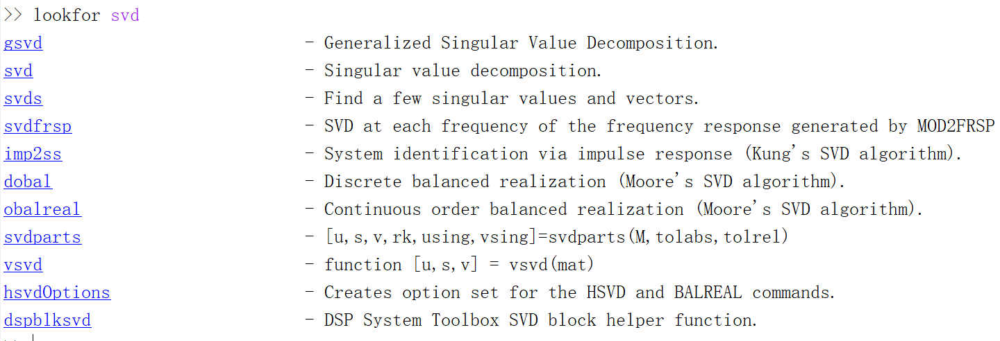 >> lookfor svd
gsvd - Generalized Singular Value Decomposition.
svd - Singular value decomposition.
svds - Find a few singular values and vectors.
svdfrsp - SVD at each frequency of the frequency response generated by MOD2FRSP
imp2ss - System identification via impulse response (Kung's SVD algorithm).
dobal - Discrete balanced realization (Moore's SVD algorithm).
obalreal - Continuous order balanced realization (Moore's SVD algorithm).
svdparts - [u,s,v,rk,using,vsing]=svdparts(M,tolabs,tolrel)
vsvd - function [u,s,v] = vsvd(mat)
hsvdOptions - Creates option set for the HSVD and BALREAL commands.
dspblksvd - DSP System Toolbox SVD block helper function.